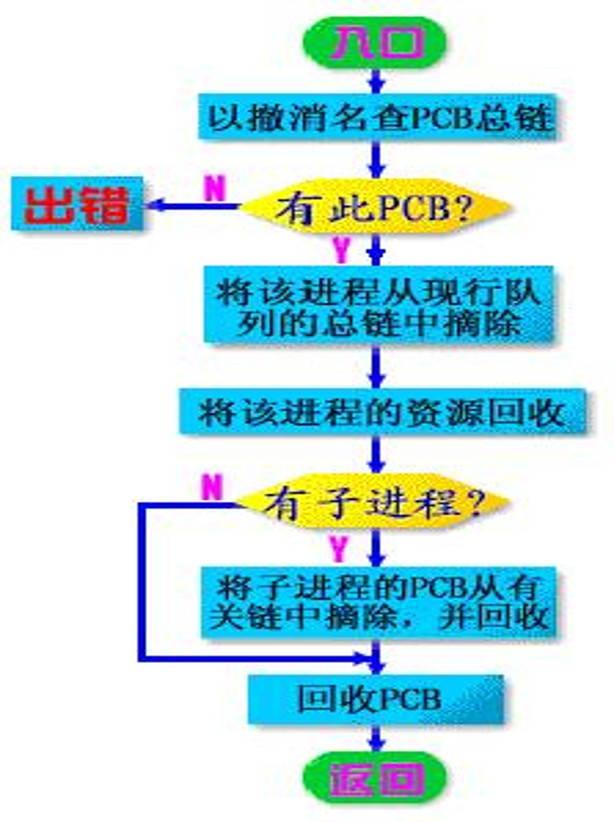 入口
以撤消名查PCB总链
N
出错
有此PCB?
Y
将该进程从现行队
列的总链中摘除
将该进程的资源回收
N
有子进程?
Y
将子进程的PCB从有
关链中摘除，并回收
回收PCB
返回